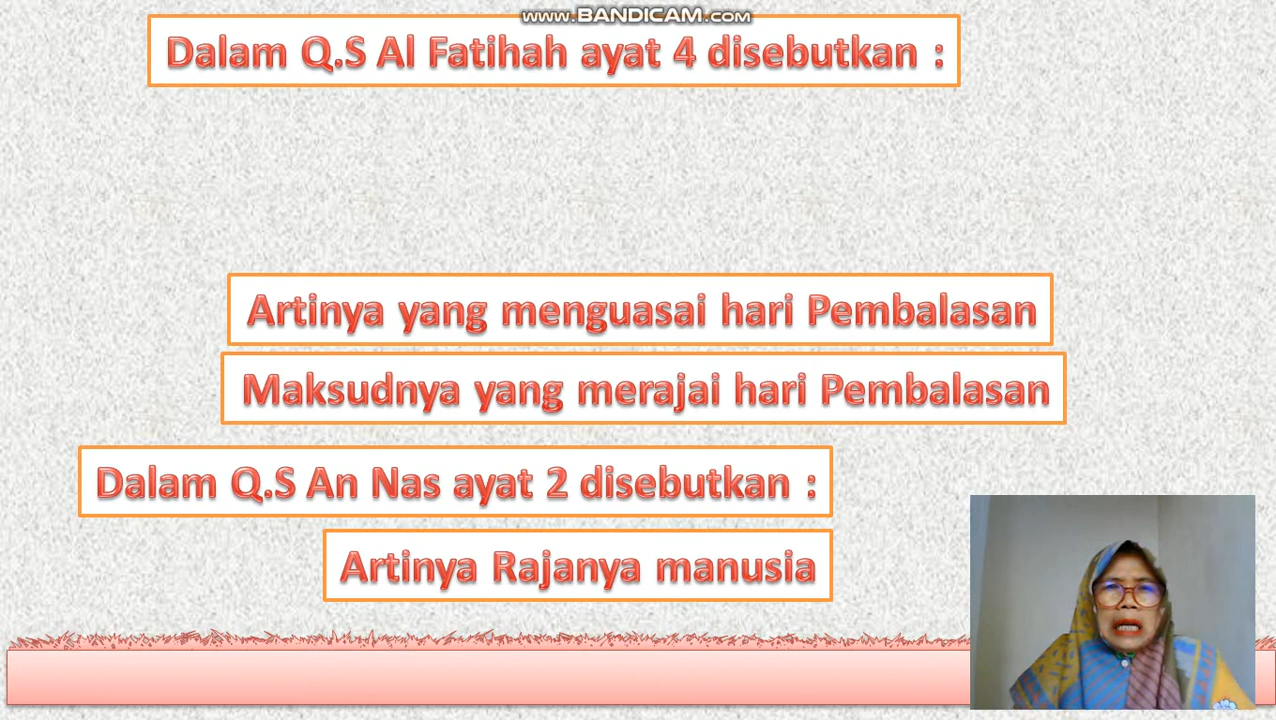 www.BANDICAM.com
Dalam Q.S Al Fatihah ayat 4 disebutkan :
Artinya yang menguasai hari Pembalasan
Maksudnya yang merajai hari Pembalasan
Dalam Q.S An Nas ayat 2 disebutkan :
Artinya Rajanya manusia